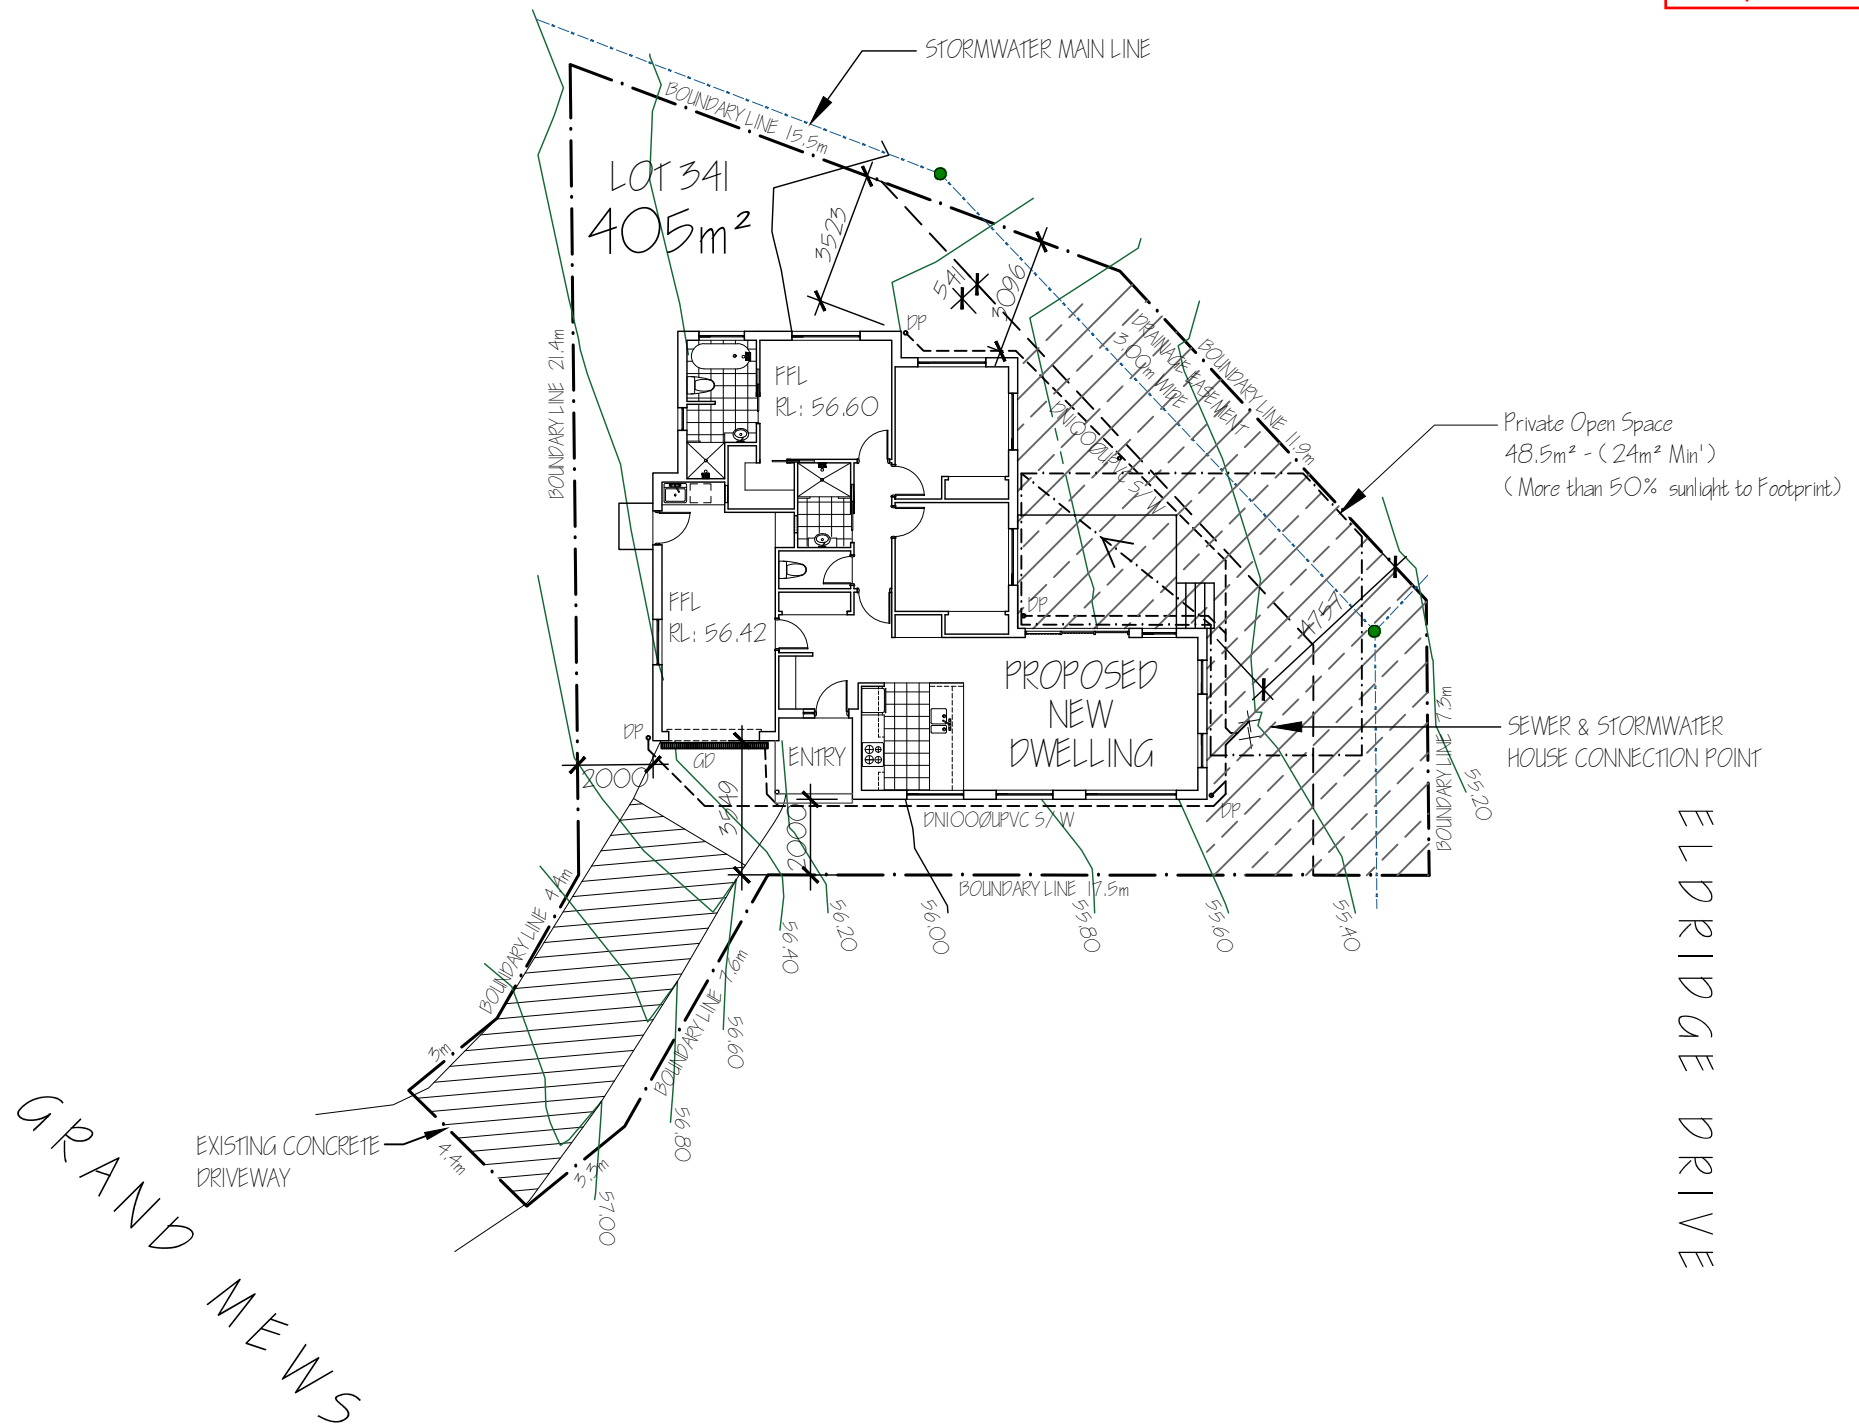 STORMWATER MAIN LINE
BOUNDARY LINE 15.5m
LOT 341
405m²
3523
5411
3096
DP
BOUNDARY LINE 21.4m
FFL
RL: 56.60
DRAINAGE EASEMENT
3.00m WIDE
BOUNDARY LINE 11.9m
DN100ØUPVC S/W
Private Open Space
48.5m² - (24m² Min')
(More than 50% sunlight to Footprint)
FFL
RL: 56.42
DP
4757
PROPOSED
NEW
DWELLING
SEWER & STORMWATER
HOUSE CONNECTION POINT
BOUNDARY LINE 7.3m
55.20
DP
GD
ENTRY
2000
3549
2000
DN100ØUPVC S/W
DP
BOUNDARY LINE 17.5m
BOUNDARY LINE 4.4m
BOUNDARY LINE 7.6m
56.40
56.20
56.00
55.80
55.60
55.40
56.60
56.80
57.00
3m
4.4m
3.3m
EXISTING CONCRETE
DRIVEWAY
GRAND MEWS
ELDRIDGE DRIVE